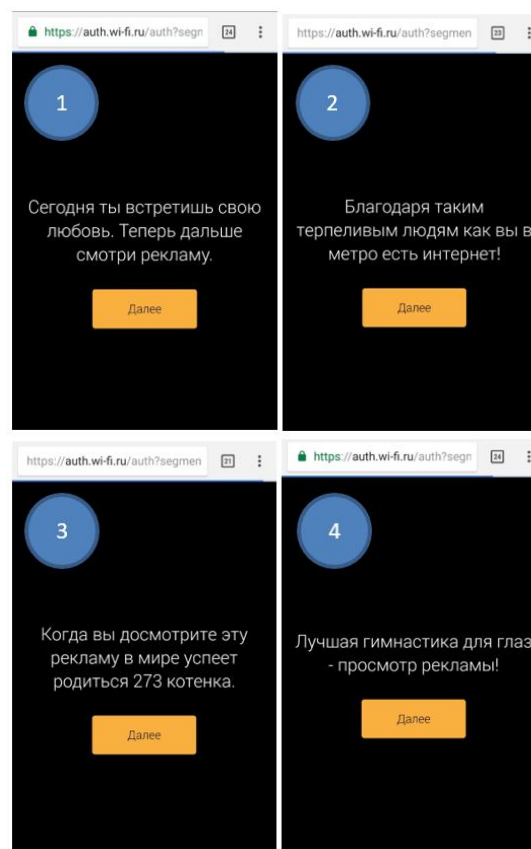 https://auth.wi-fi.ru/auth?segn 24
1
Сегодня ты встретишь свою
любовь. Теперь дальше
смотри рекламу.
Далее
https://auth.wi-fi.ru/auth?segmen 23
2
Благодаря таким
терпеливым людям как вы в
метро есть интернет!
Далее
https://auth.wi-fi.ru/auth?segmen 21
3
Когда вы досмотрите эту
рекламу в мире успеет
родиться 273 котенка.
Далее
https://auth.wi-fi.ru/auth?segn 24
4
Лучшая гимнастика для глаз
- просмотр рекламы!
Далее